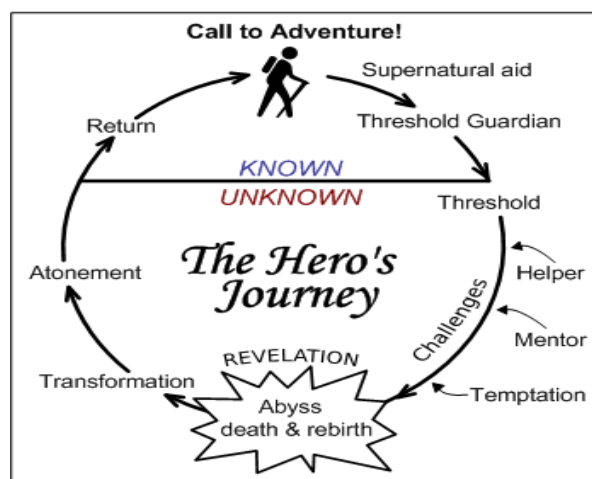 Call to Adventure!
Supernatural aid
Threshold Guardian
Return
KNOWN
UNKNOWN
Threshold
The Hero's
Journey
Helper
Atonement
Challenges
Mentor
REVELATION
Transformation
Temptation
Abyss
death & rebirth